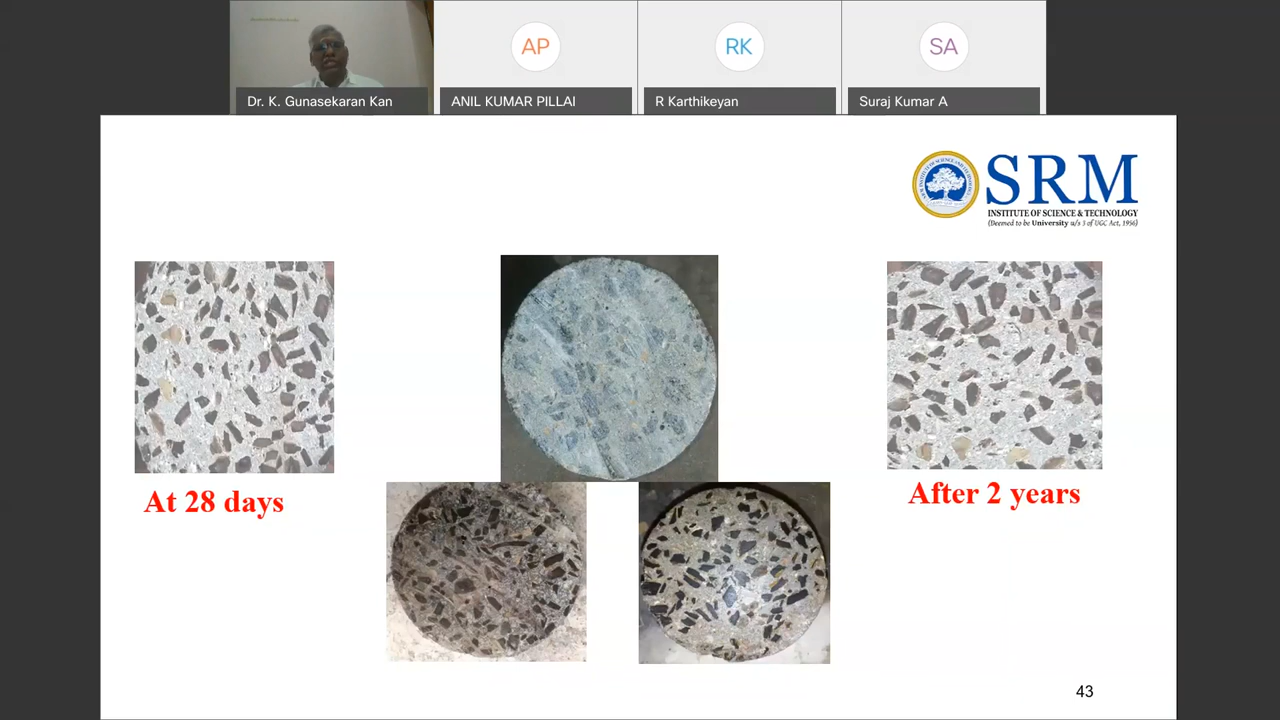 AP
RK
SA
Dr. K. Gunasekaran Kan
ANIL KUMAR PILLAI
R Karthikeyan
Suraj Kumar A
SRM
INSTITUTE OF SCIENCE & TECHNOLOGY
(Deemed to be University u/s 3 of UGC Act, 1956)
At 28 days
After 2 years
43